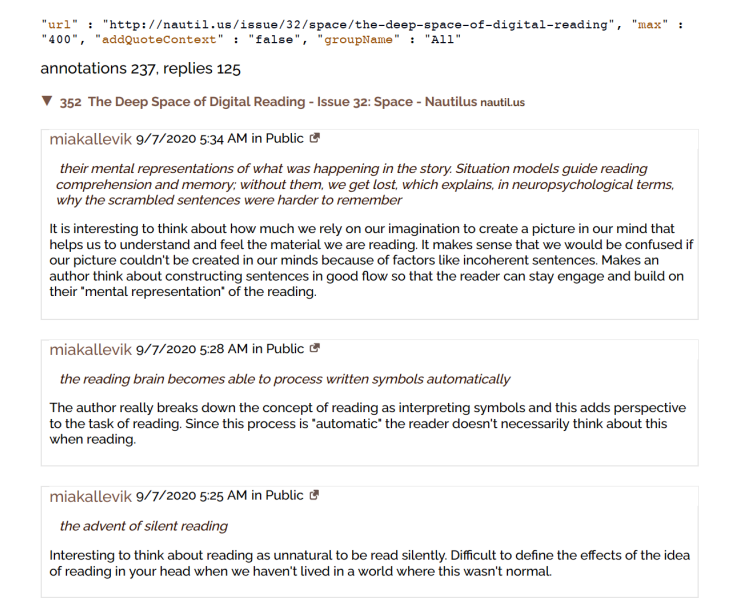 "url" : "http://nautil.us/issue/32/space/the-deep-space-of-digital-reading", "max" :
"400", "addQuoteContext" : "false", "groupName" : "All"
annotations 237, replies 125
▼ 352 The Deep Space of Digital Reading - Issue 32: Space - Nautilus nautil.us
miakallevik 9/7/2020 5:34 AM in Public
their mental representations of what was happening in the story. Situation models guide reading
comprehension and memory; without them, we get lost, which explains, in neuropsychological terms,
why the scrambled sentences were harder to remember
It is interesting to think about how much we rely on our imagination to create a picture in our mind that
helps us to understand and feel the material we are reading. It makes sense that we would be confused if
our picture couldn't be created in our minds because of factors like incoherent sentences. Makes an
author think about constructing sentences in good flow so that the reader can stay engage and build on
their "mental representation" of the reading.
miakallevik 9/7/2020 5:28 AM in Public
the reading brain becomes able to process written symbols automatically
The author really breaks down the concept of reading as interpreting symbols and this adds perspective
to the task of reading. Since this process is "automatic" the reader doesn't necessarily think about this
when reading.
miakallevik 9/7/2020 5:25 AM in Public
the advent of silent reading
Interesting to think about reading as unnatural to be read silently. Difficult to define the effects of the idea
of reading in your head when we haven't lived in a world where this wasn't normal.